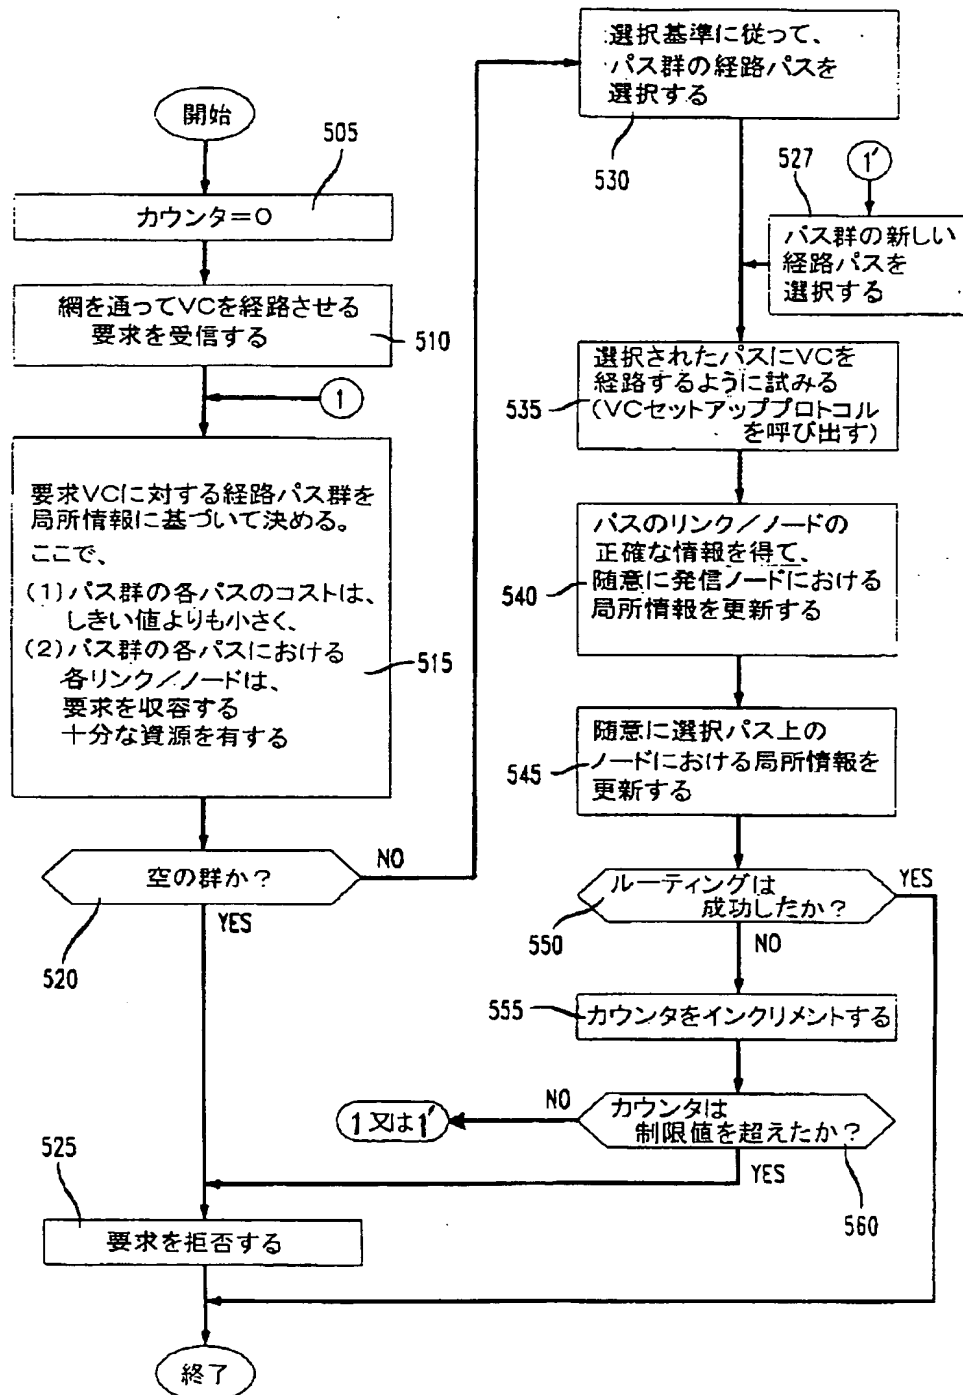 開始
505
カウンタ=0
網を通ってVCを経路させる
要求を受信する
510
1
要求VCに対する経路パス群を
局所情報に基づいて決める。
ここで、
(1)パス群の各パスのコストは、
しきい値よりも小さく、
(2)パス群の各パスにおける
各リンク/ノードは、
要求を収容する
十分な資源を有する
515
空の群か?
NO
YES
520
525
要求を拒否する
終了
選択基準に従って、
パス群の経路パスを
選択する
530
527
1′
パス群の新しい
経路パスを
選択する
選択されたパスにVCを
経路するように試みる
(VCセットアッププロトコル
を呼び出す)
535
パスのリンク/ノードの
正確な情報を得て、
随意に発信ノードにおける
局所情報を更新する
540
随意に選択パス上の
ノードにおける局所情報を
更新する
545
ルーティングは
成功したか?
YES
550
NO
555
カウンタをインクリメントする
カウンタは
制限値を超えたか?
NO
1又は1′
YES
560